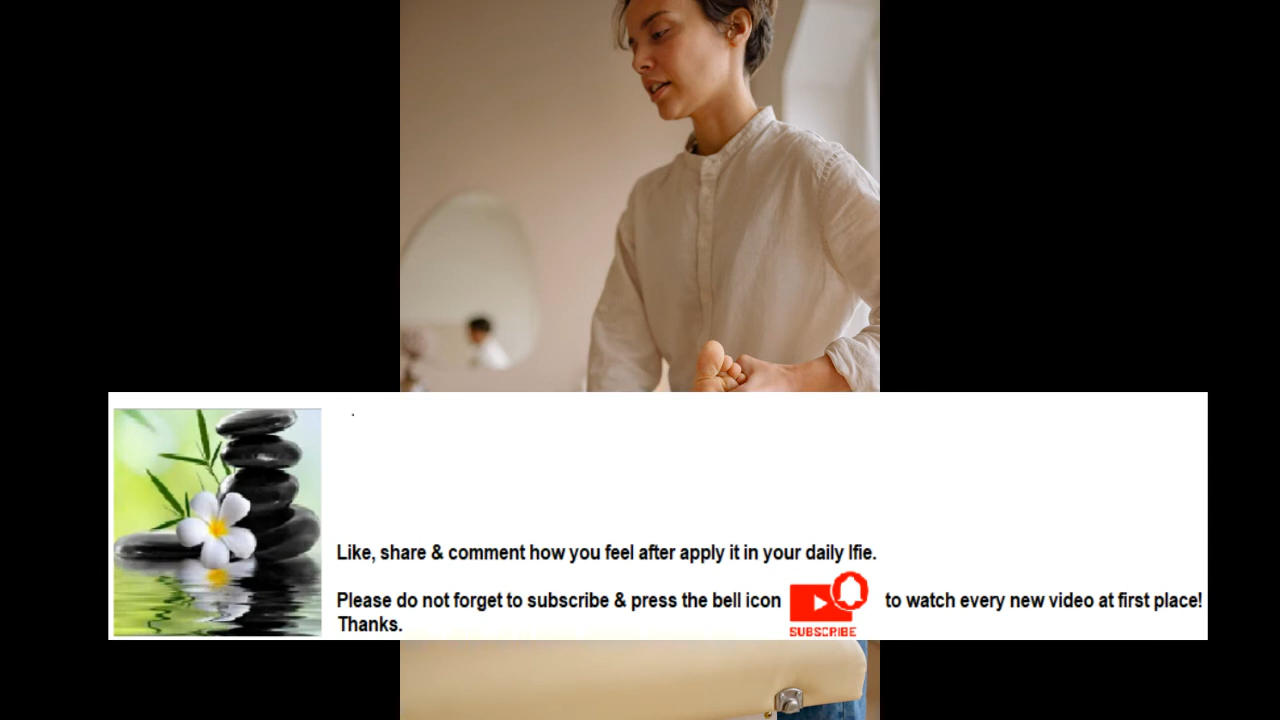 .
Like, share & comment how you feel after apply it in your daily lfie.
Please do not forget to subscribe & press the bell icon SUBSCRIBE to watch every new video at first place!
Thanks.